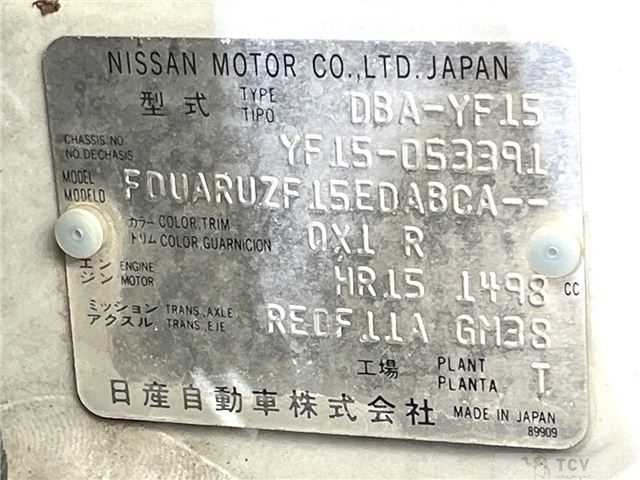 NISSAN MOTOR CO.,LTD. JAPAN
型式 TYPE TIPO DBA-YF15
CHASSIS NO. NO. DECHASIS YF15-053391
MODEL MODELO FDUARUZF15EDABCA--
カラー COLOR, TRIM
トリム COLOR, GUARNICION QX1 R
エンジン ENGINE MOTOR HR15 1498 CC
ミッション TRANS., AXLE
アクスル TRANS., EJE RE0F11A GM38
工場 PLANT PLANTA T
日産自動車株式会社 MADE IN JAPAN
89909
TCV